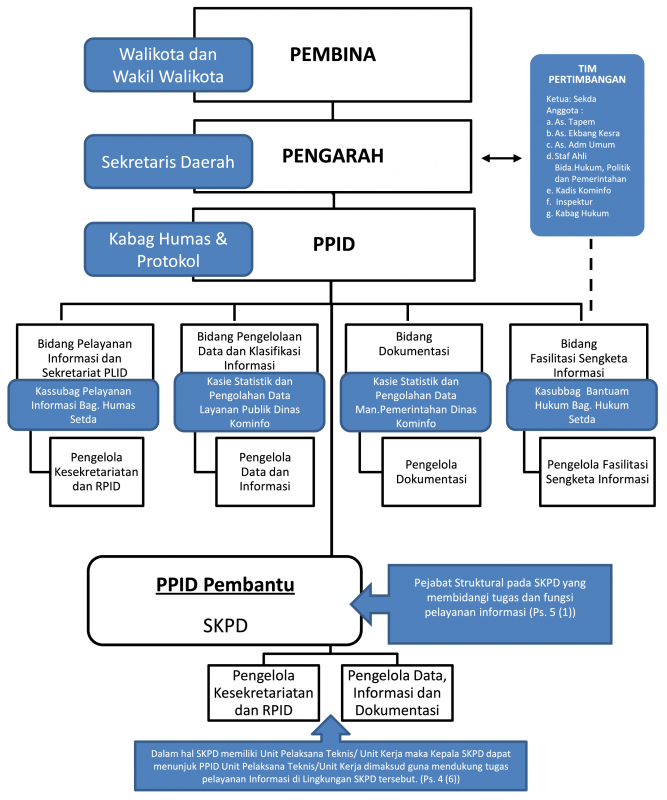 Walikota dan
Wakil Walikota
PEMBINA
TIM
PERTIMBANGAN
Ketua: Sekda
Anggota :
a. As. Tapem
b. As. Ekbang Kesra
c. As. Adm Umum
d. Staf Ahli
Bida.Hukum, Politik
dan Pemerintahan
e. Kadis Kominfo
f. Inspektur
g. Kabag Hukum
Sekretaris Daerah
PENGARAH
Kabag Humas &
Protokol
PPID
Bidang Pelayanan
Informasi dan
Sekretariat PLID
Kassubag Pelayanan
Informasi Bag. Humas
Setda
Pengelola
Kesekretariatan
dan RPID
Bidang Pengelolaan
Data dan Klasifikasi
Informasi
Kasie Statistik dan
Pengolahan Data
Layanan Publik Dinas
Kominfo
Pengelola
Data dan
Informasi
Bidang
Dokumentasi
Kasie Statistik dan
Pengolahan Data
Man.Pemerintahan Dinas
Kominfo
Pengelola
Dokumentasi
Bidang
Fasilitasi Sengketa
Informasi
Kasubbag Bantuam
Hukum Bag. Hukum
Setda
Pengelola Fasilitasi
Sengketa Informasi
PPID Pembantu
SKPD
Pejabat Struktural pada SKPD yang
membidangi tugas dan fungsi
pelayanan informasi (Ps. 5 (1))
Pengelola
Kesekretariatan
dan RPID
Pengelola Data,
Informasi dan
Dokumentasi
Dalam hal SKPD memiliki Unit Pelaksana Teknis/ Unit Kerja maka Kepala SKPD dapat
menunjuk PPID Unit Pelaksana Teknis/Unit Kerja dimaksud guna mendukung tugas
pelayanan Informasi di Lingkungan SKPD tersebut. (Ps. 4 (6))